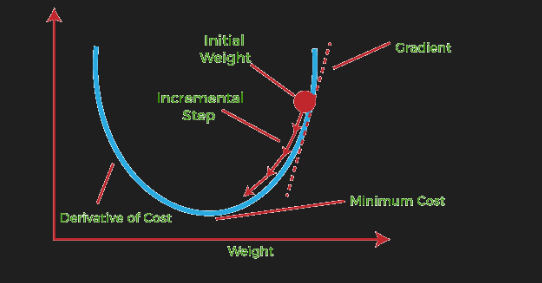 Initial
Weight
Gradient
Incremental
Step
Derivative of Cost
Minimum Cost
Weight